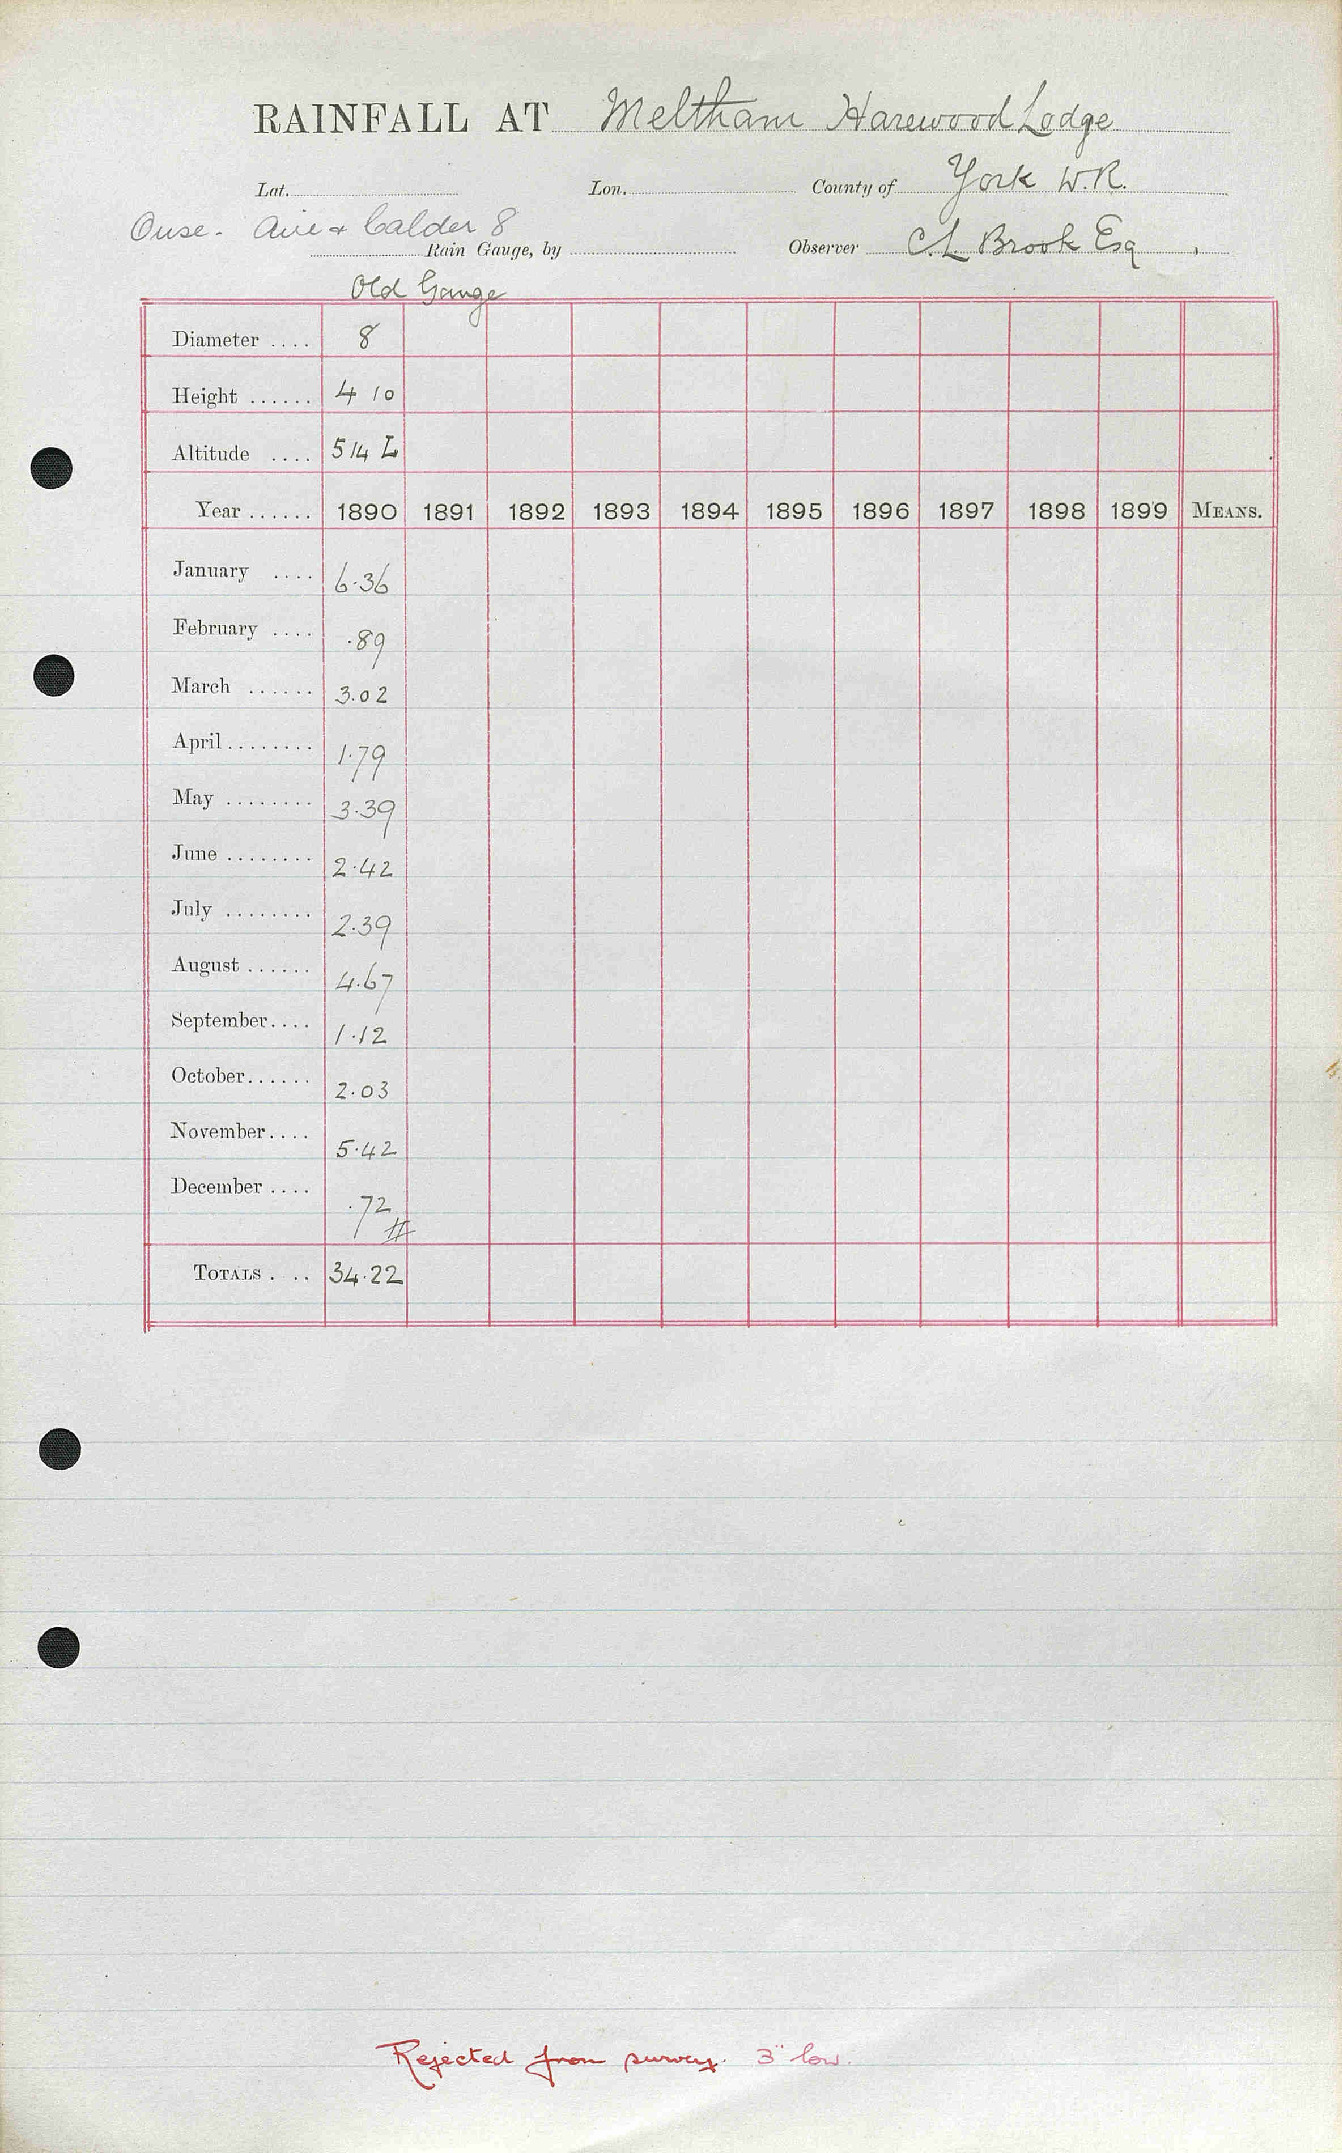 RAINFALL AT Meltham Harewood Lodge
Lat. Lon. County of York W.R.
Ouse - Aire & Calder 8
Rain Gauge, by Observer C.L Brook Esq,
Old Gauge
Diameter .... 8
Height ...... 4 10
Altitude .... 514 L
Year ...... 1890 1891 1892 1893 1894 1895 1896 1897 1898 1899 MEANS.
January .... 6.36
February .... .89
March ...... 3.02
April ........ 1.79
May ........ 3.39
June ........ 2.42
July ........ 2.39
August ...... 4.67
September.... 1.12
October...... 2.03
November.... 5.42
December .... .72
#
TOTALS . .. 34.22
Rejected from survey. 3" low.